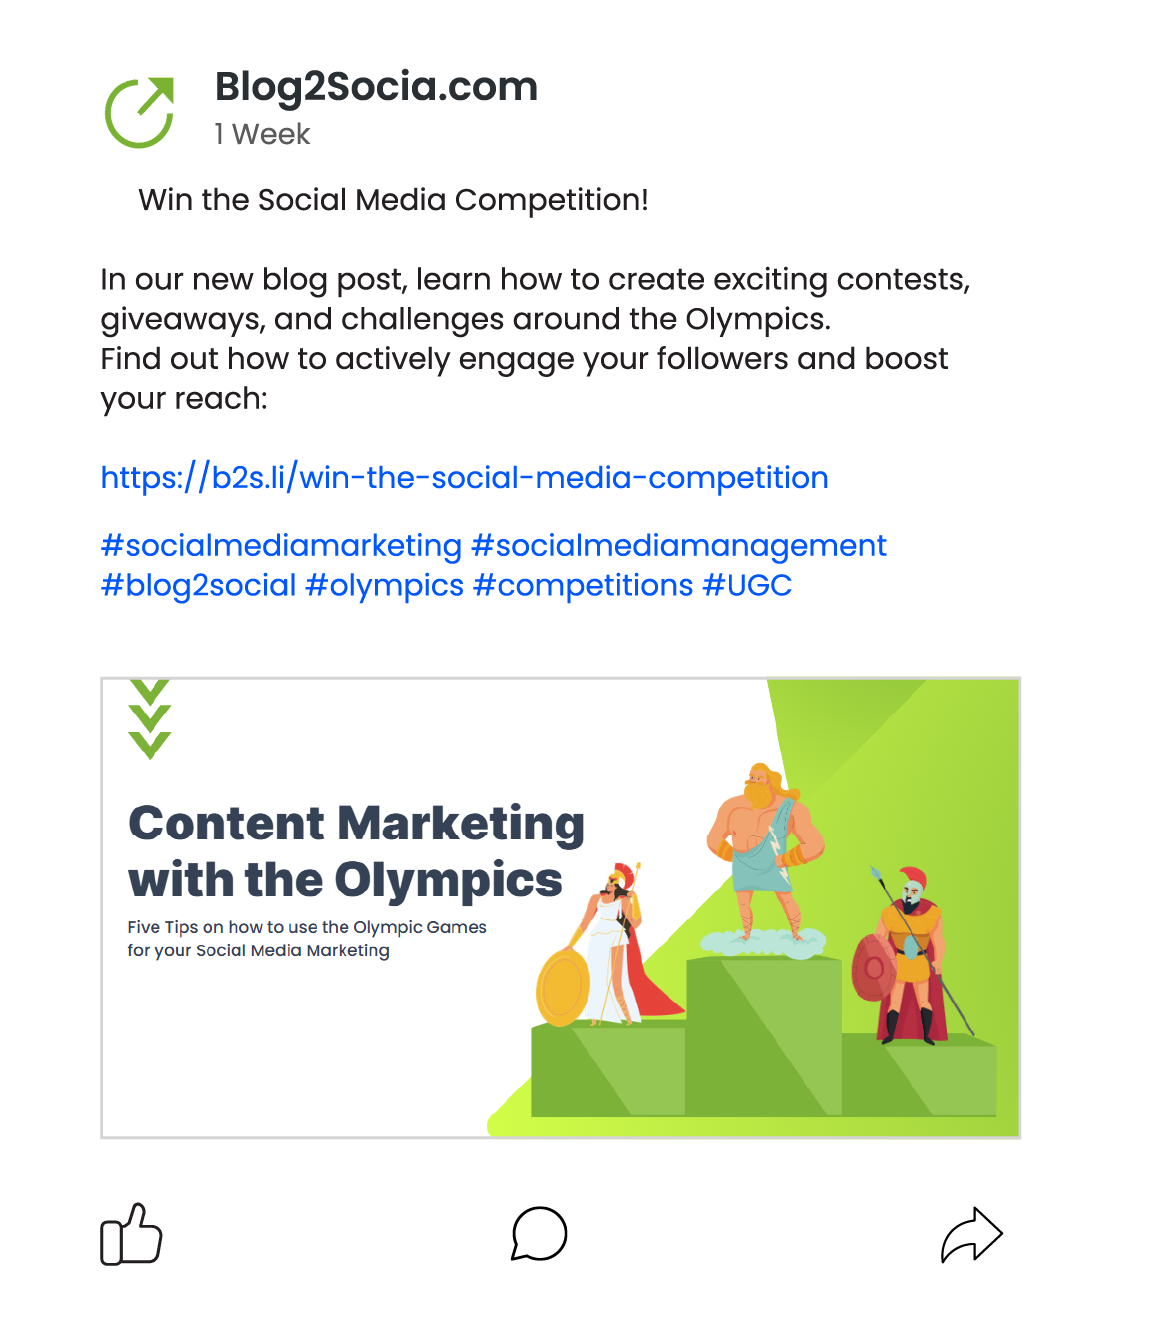 Blog2Socia.com
1 Week
Win the Social Media Competition!
In our new blog post, learn how to create exciting contests,
giveaways, and challenges around the Olympics.
Find out how to actively engage your followers and boost
your reach:
https://b2s.li/win-the-social-media-competition
#socialmediamarketing #socialmediamanagement
#blog2social #olympics #competitions #UGC
Content Marketing
with the Olympics
Five Tips on how to use the Olympic Games
for your Social Media Marketing